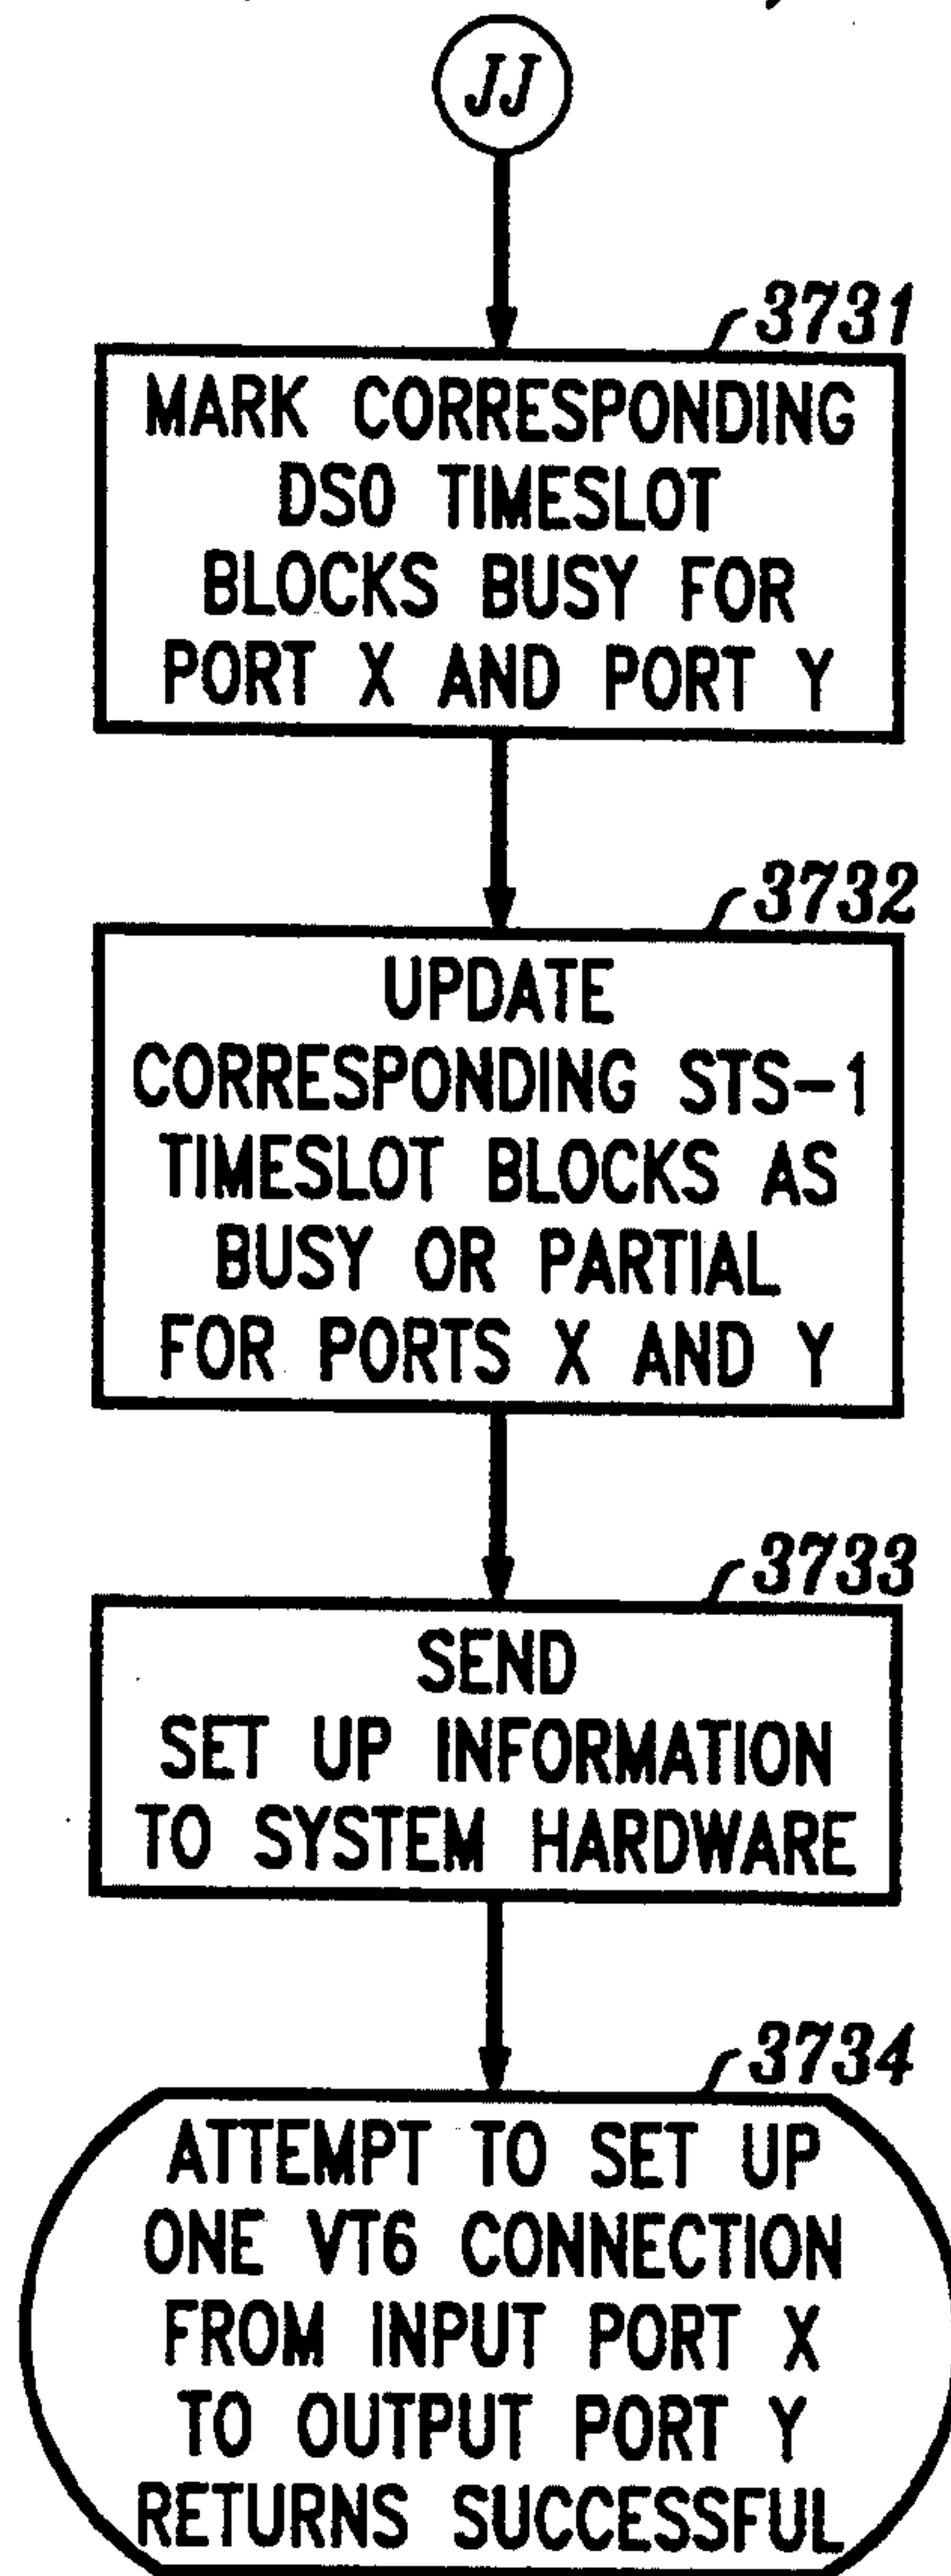 JJ
3731
MARK CORRESPONDING
DS0 TIMESLOT
BLOCKS BUSY FOR
PORT X AND PORT Y
3732
UPDATE
CORRESPONDING STS-1
TIMESLOT BLOCKS AS
BUSY OR PARTIAL
FOR PORTS X AND Y
3733
SEND
SET UP INFORMATION
TO SYSTEM HARDWARE
3734
ATTEMPT TO SET UP
ONE VT6 CONNECTION
FROM INPUT PORT X
TO OUTPUT PORT Y
RETURNS SUCCESSFUL